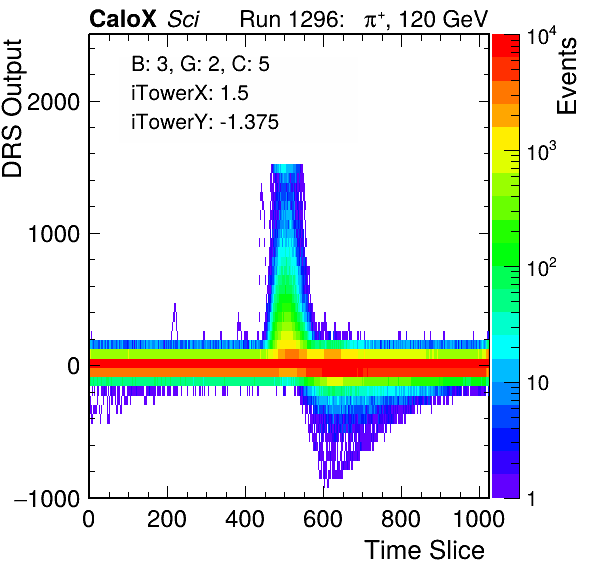 CaloX Sci Run 1296: π⁺, 120 GeV
B: 3, G: 2, C: 5
iTowerX: 1.5
iTowerY: -1.375
DRS Output
2000
1000
0
−1000
0 200 400 600 800 1000
Time Slice
Events
10⁴
10³
10²
10
1